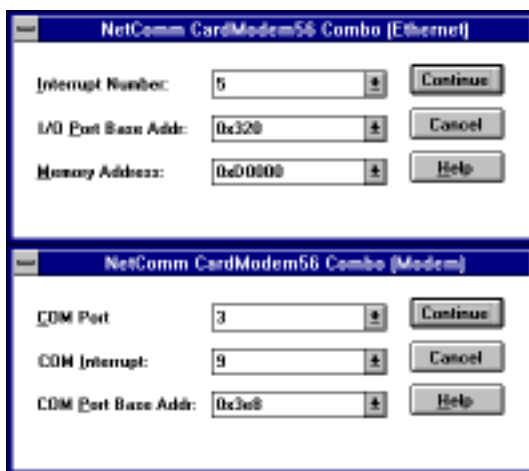 NetComm CardModem56 Combo (Ethernet)
Interrupt Number: 5 Continue
I/O Port Base Addr: 0x320 Cancel
Memory Address: 0xD0000 Help
NetComm CardModem56 Combo (Modem)
COM Port 3 Continue
COM Interrupt: 9 Cancel
COM Port Base Addr: 0x3e8 Help